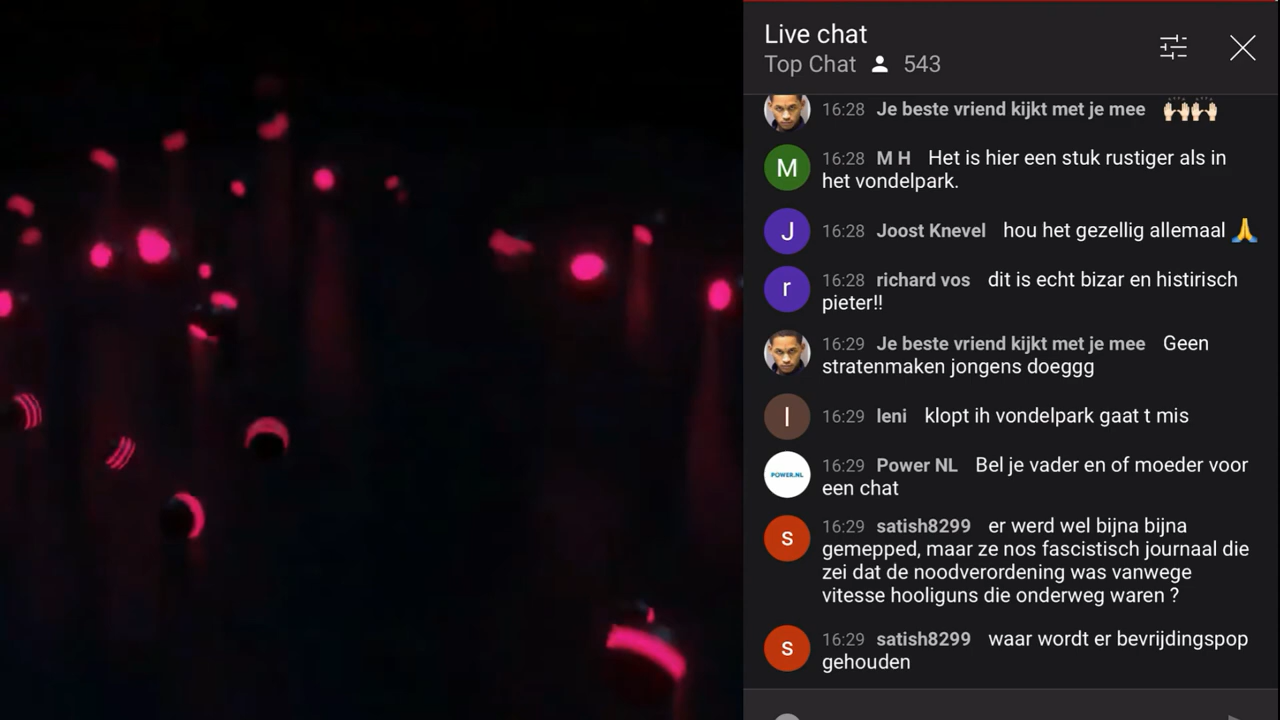 Live chat
Top Chat 543
16:28 Je beste vriend kijkt met je mee 🙌🏻🙌🏻
M 16:28 M H Het is hier een stuk rustiger als in
het vondelpark.
J 16:28 Joost Knevel hou het gezellig allemaal 🙏
r 16:28 richard vos dit is echt bizar en histirisch
pieter!!
16:29 Je beste vriend kijkt met je mee Geen
stratenmaken jongens doeggg
l 16:29 leni klopt ih vondelpark gaat t mis
POWER.NL 16:29 Power NL Bel je vader en of moeder voor
een chat
s 16:29 satish8299 er werd wel bijna bijna
gemepped, maar ze nos fascistisch journaal die
zei dat de noodverordening was vanwege
vitesse hooliguns die onderweg waren ?
s 16:29 satish8299 waar wordt er bevrijdingspop
gehouden